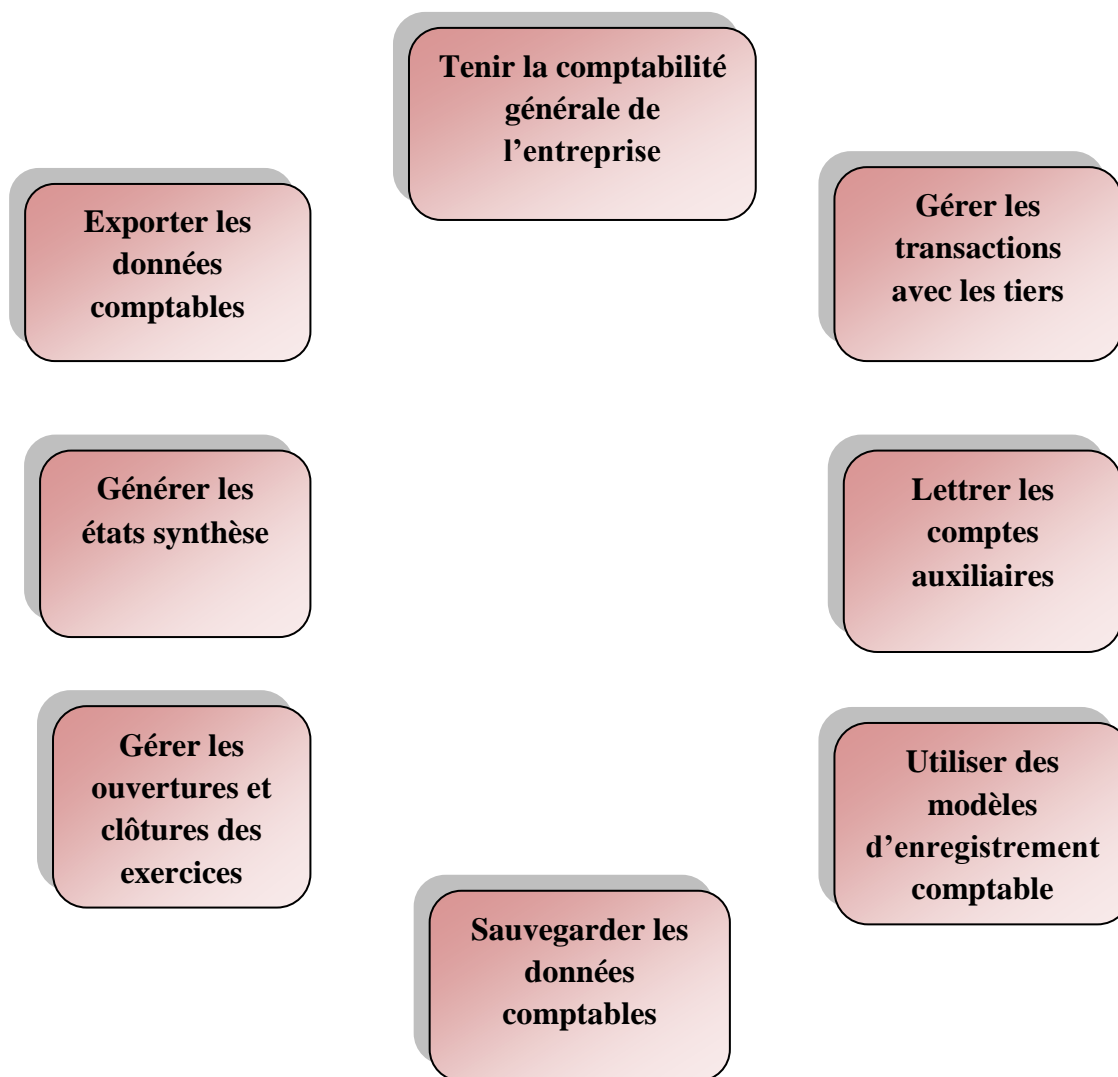 Tenir la comptabilité
générale de
l’entreprise
Exporter les
données
comptables
Gérer les
transactions
avec les tiers
Générer les
états synthèse
Lettrer les
comptes
auxiliaires
Gérer les
ouvertures et
clôtures des
exercices
Utiliser des
modèles
d’enregistrement
comptable
Sauvegarder les
données
comptables